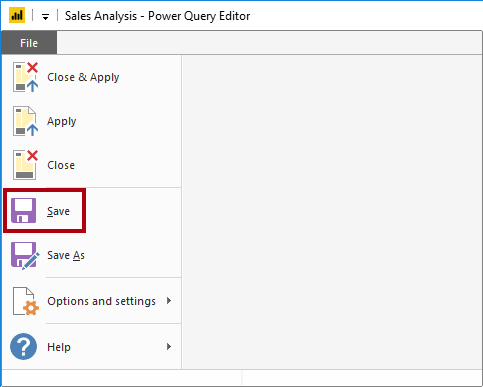 Sales Analysis - Power Query Editor
File
Close & Apply
Apply
Close
Save
Save As
Options and settings
Help